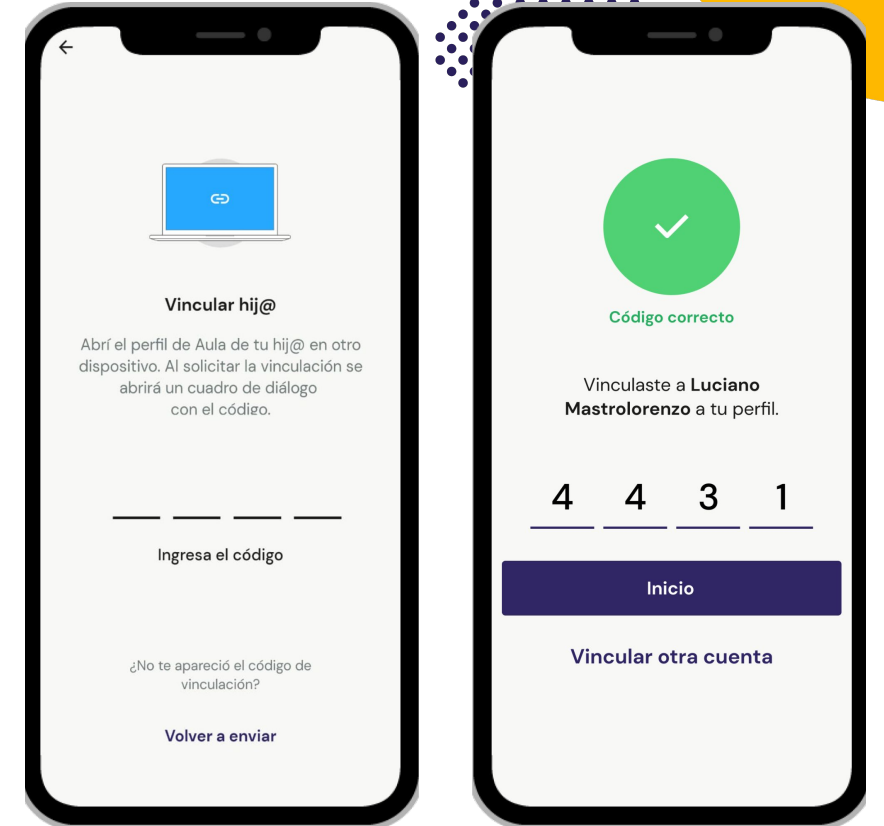 Vincular hij@
Abrí el perfil de Aula de tu hij@ en otro
dispositivo. Al solicitar la vinculación se
abrirá un cuadro de diálogo
con el código.
Ingresa el código
¿No te apareció el código de
vinculación?
Volver a enviar
Código correcto
Vinculaste a Luciano
Mastrolorenzo a tu perfil.
4 4 3 1
Inicio
Vincular otra cuenta